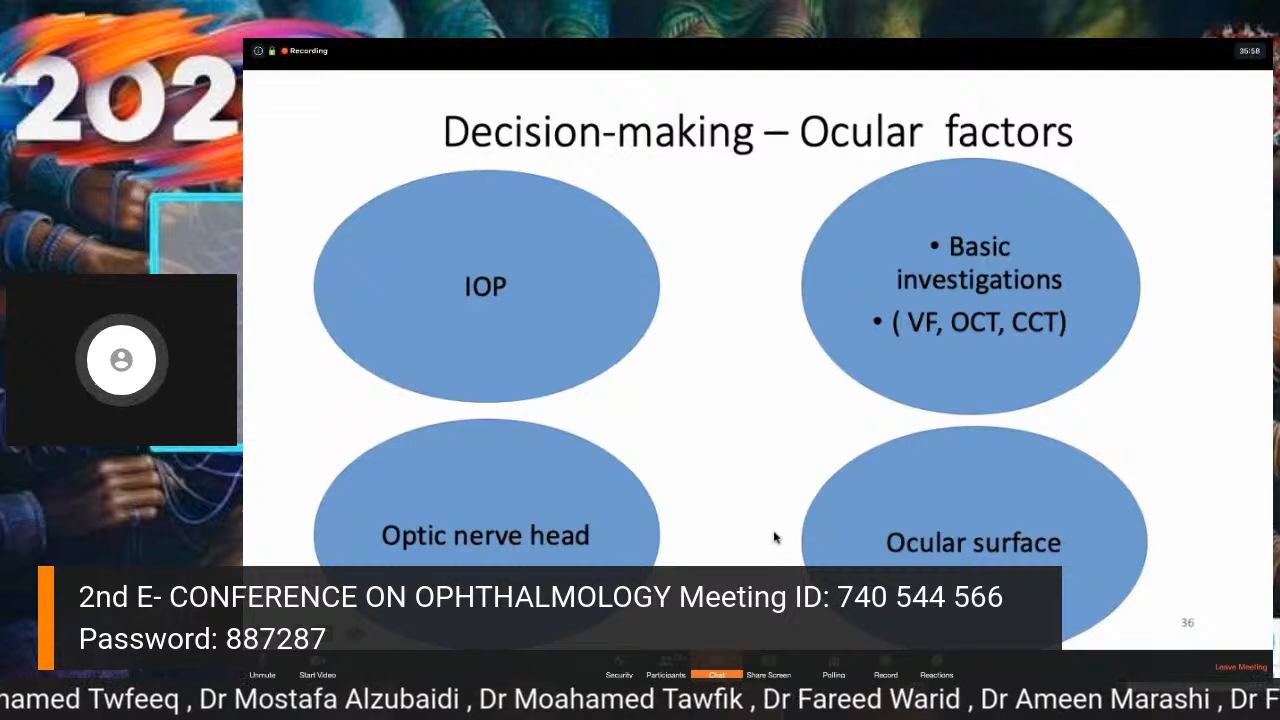 202
Recording
35:58
Decision-making – Ocular factors
IOP
• Basic
investigations
• ( VF, OCT, CCT)
Optic nerve head
Ocular surface
36
2nd E- CONFERENCE ON OPHTHALMOLOGY Meeting ID: 740 544 566
Password: 887287
Unmute Start Video Security Participants Chat Share Screen Polling Record Reactions Leave Meeting
hamed Twfeeq , Dr Mostafa Alzubaidi , Dr Moahamed Tawfik , Dr Fareed Warid , Dr Ameen Marashi , Dr F